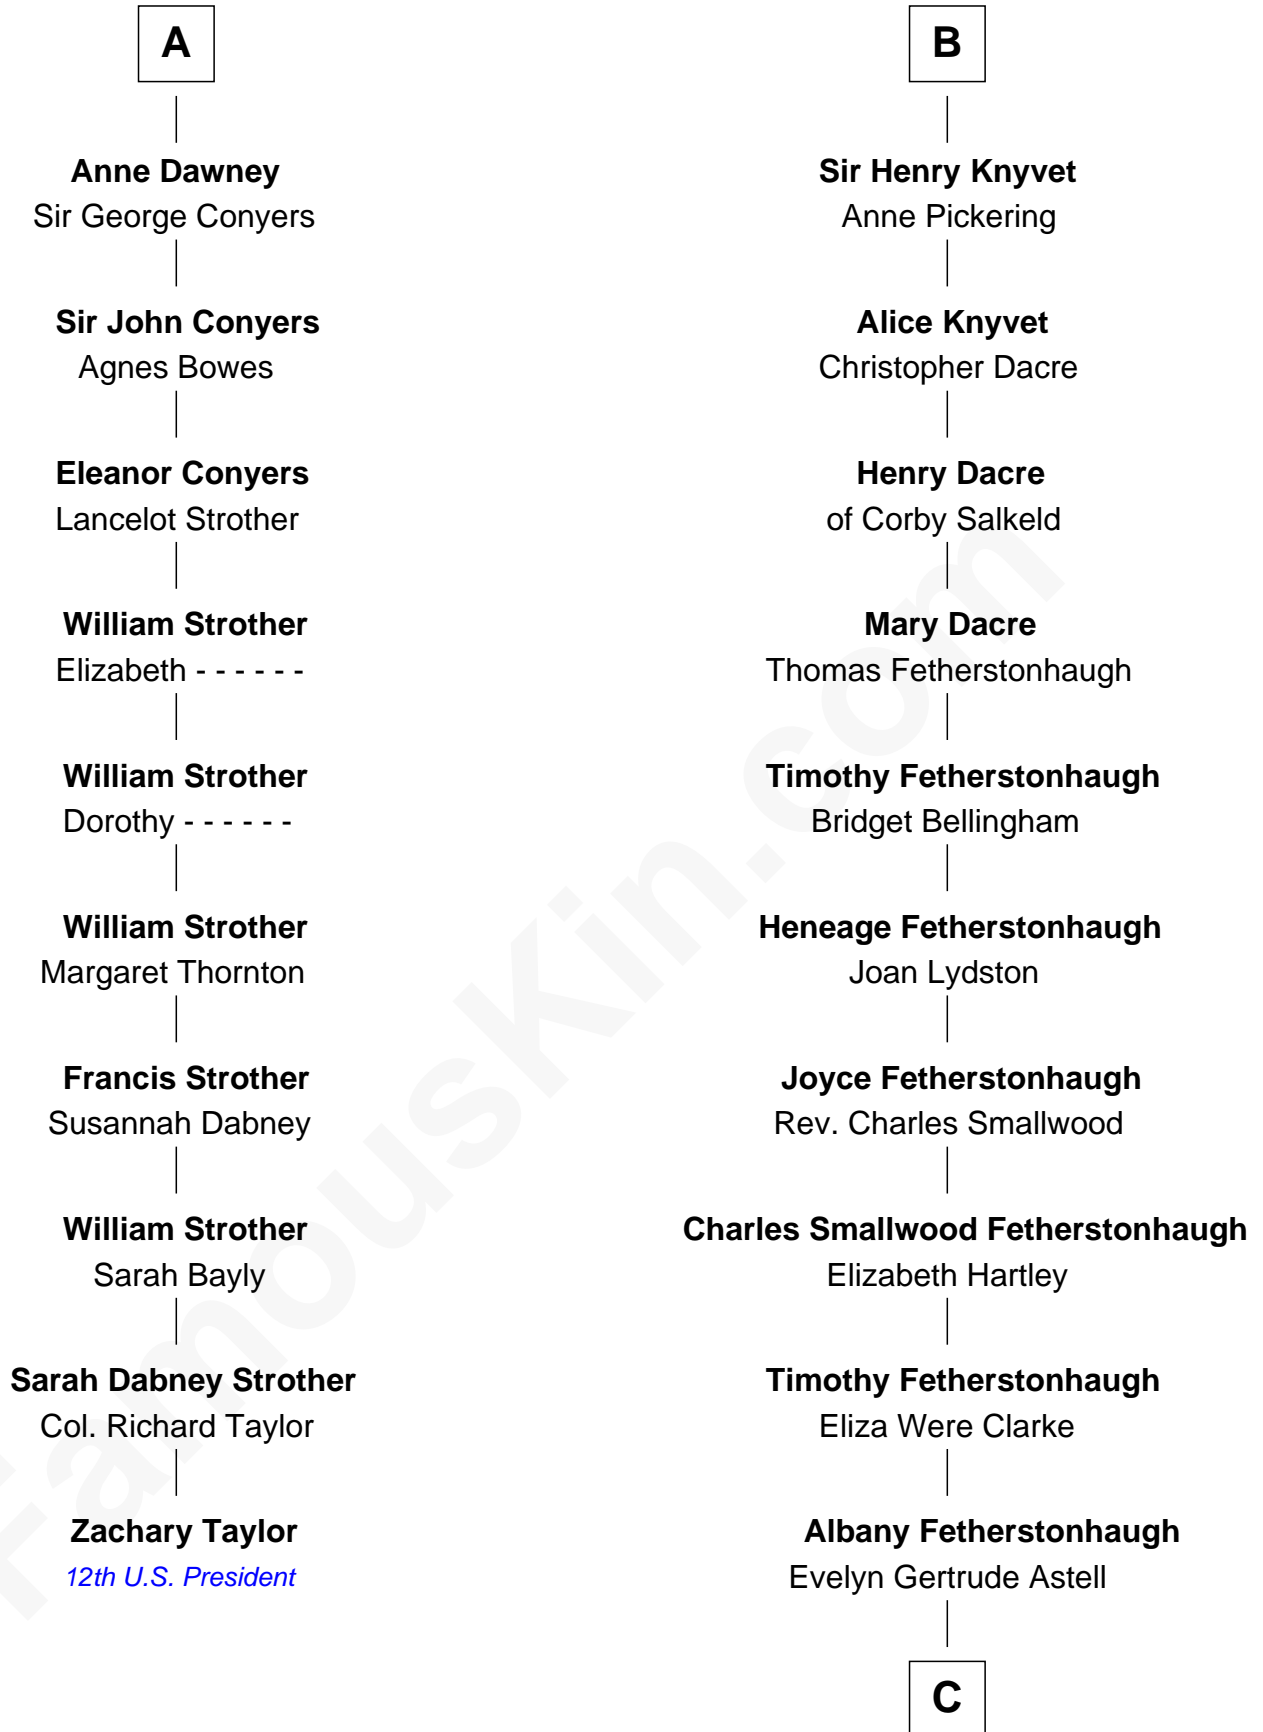 A
Anne Dawney
Sir George Conyers
Sir John Conyers
Agnes Bowes
Eleanor Conyers
Lancelot Strother
William Strother
Elizabeth - - - - - -
William Strother
Dorothy - - - - - -
William Strother
Margaret Thornton
Francis Strother
Susannah Dabney
William Strother
Sarah Bayly
Sarah Dabney Strother
Col. Richard Taylor
Zachary Taylor
12th U.S. President
B
Sir Henry Knyvet
Anne Pickering
Alice Knyvet
Christopher Dacre
Henry Dacre
of Corby Salkeld
Mary Dacre
Thomas Fetherstonhaugh
Timothy Fetherstonhaugh
Bridget Bellingham
Heneage Fetherstonhaugh
Joan Lydston
Joyce Fetherstonhaugh
Rev. Charles Smallwood
Charles Smallwood Fetherstonhaugh
Elizabeth Hartley
Timothy Fetherstonhaugh
Eliza Were Clarke
Albany Fetherstonhaugh
Evelyn Gertrude Astell
C
FamousKin.com